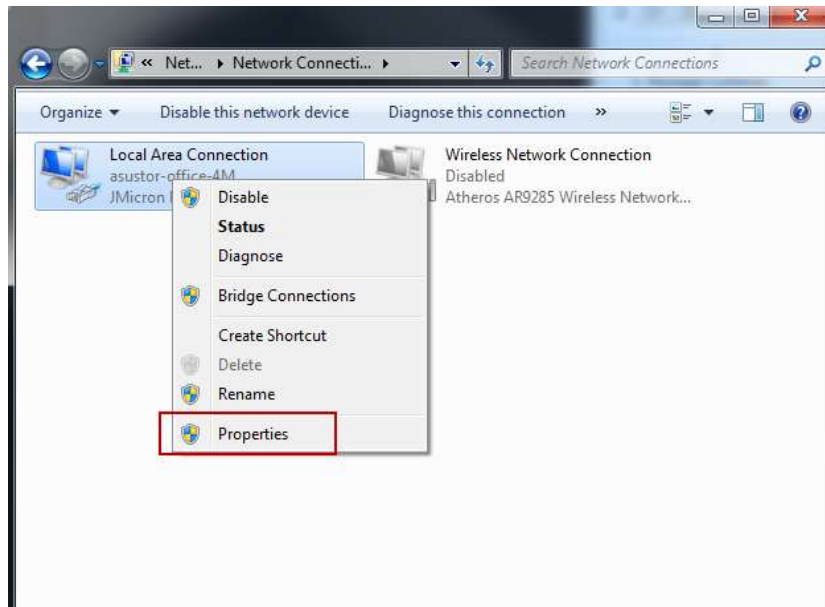 « Net... Network Connecti...
Search Network Connections
Organize Disable this network device Diagnose this connection »
Local Area Connection
asustor-office-4M
JMicron
Wireless Network Connection
Disabled
Atheros AR9285 Wireless Network...
Disable
Status
Diagnose
Bridge Connections
Create Shortcut
Delete
Rename
Properties